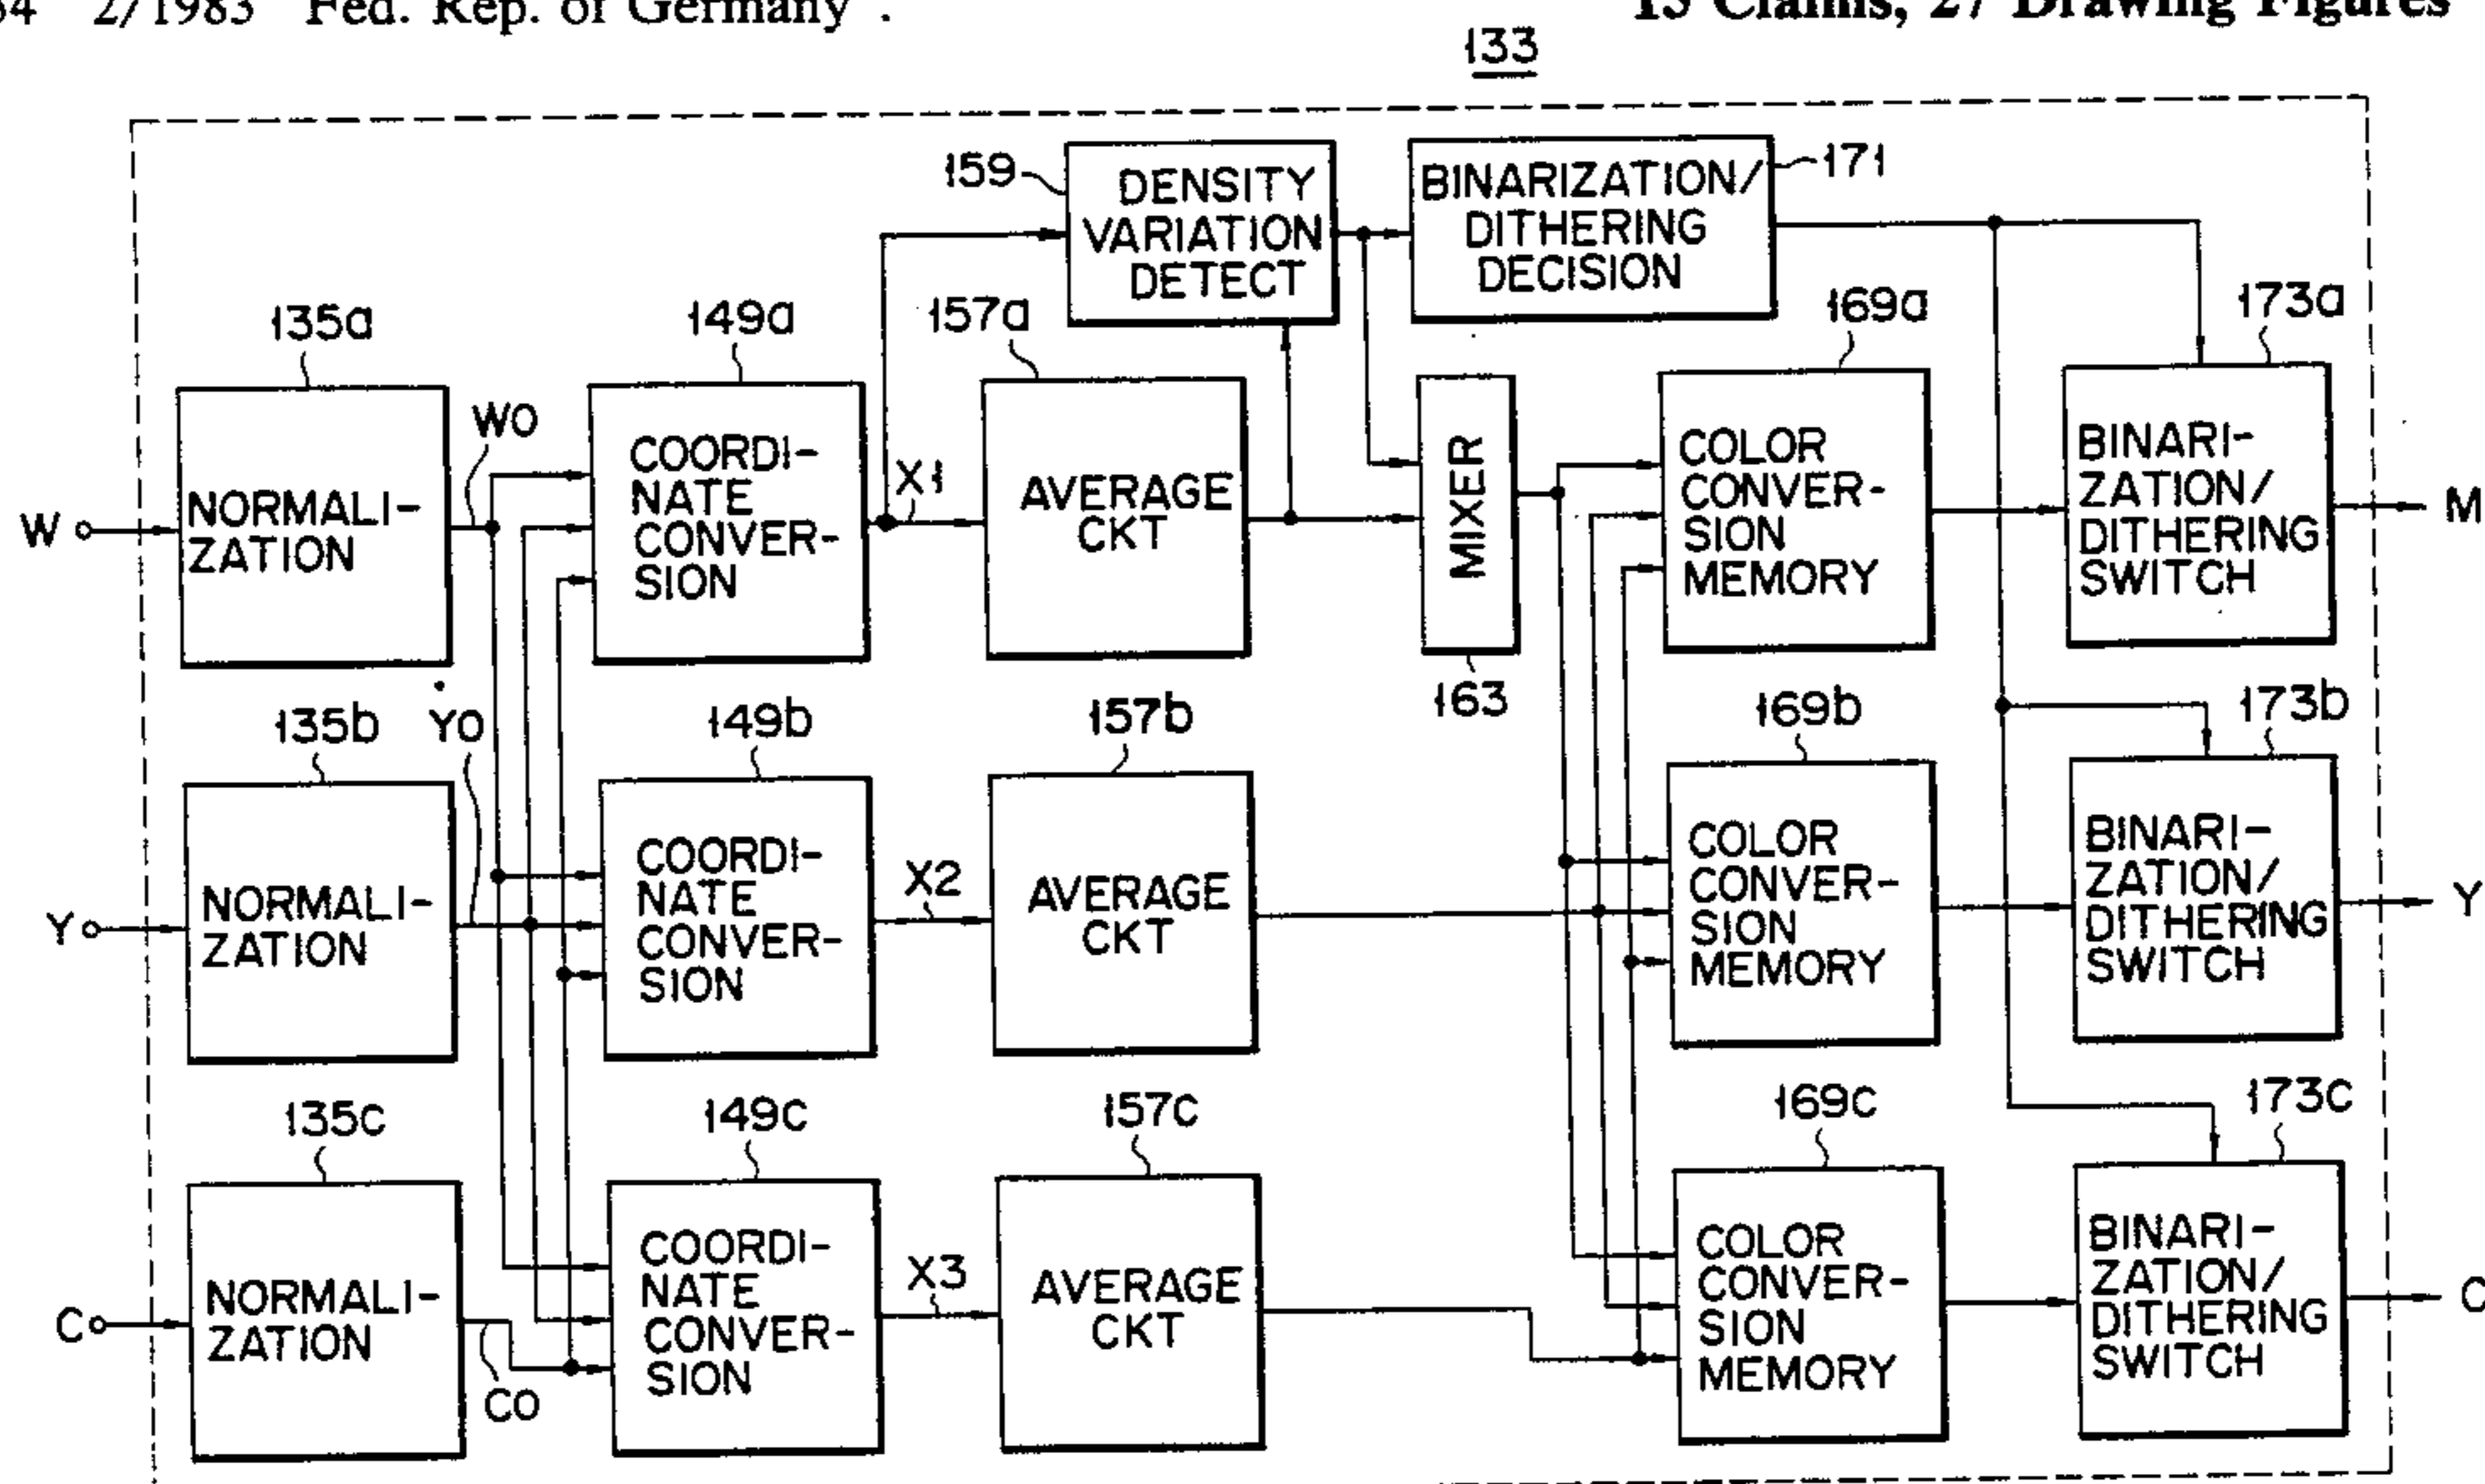 2/1983 Fed. Rep. of Germany .
15 Claims, 27 Drawing Figures
133
159
DENSITY
VARIATION
DETECT
BINARIZATION/
DITHERING
DECISION
171
135a
NORMALI-
ZATION
W
WO
149a
COORDI-
NATE
CONVER-
SION
X1
157a
AVERAGE
CKT
MIXER
163
169a
COLOR
CONVER-
SION
MEMORY
173a
BINARI-
ZATION/
DITHERING
SWITCH
M
135b
NORMALI-
ZATION
Y
YO
149b
COORDI-
NATE
CONVER-
SION
X2
157b
AVERAGE
CKT
169b
COLOR
CONVER-
SION
MEMORY
173b
BINARI-
ZATION/
DITHERING
SWITCH
Y
135c
NORMALI-
ZATION
C
CO
149c
COORDI-
NATE
CONVER-
SION
X3
157c
AVERAGE
CKT
169c
COLOR
CONVER-
SION
MEMORY
173c
BINARI-
ZATION/
DITHERING
SWITCH
C